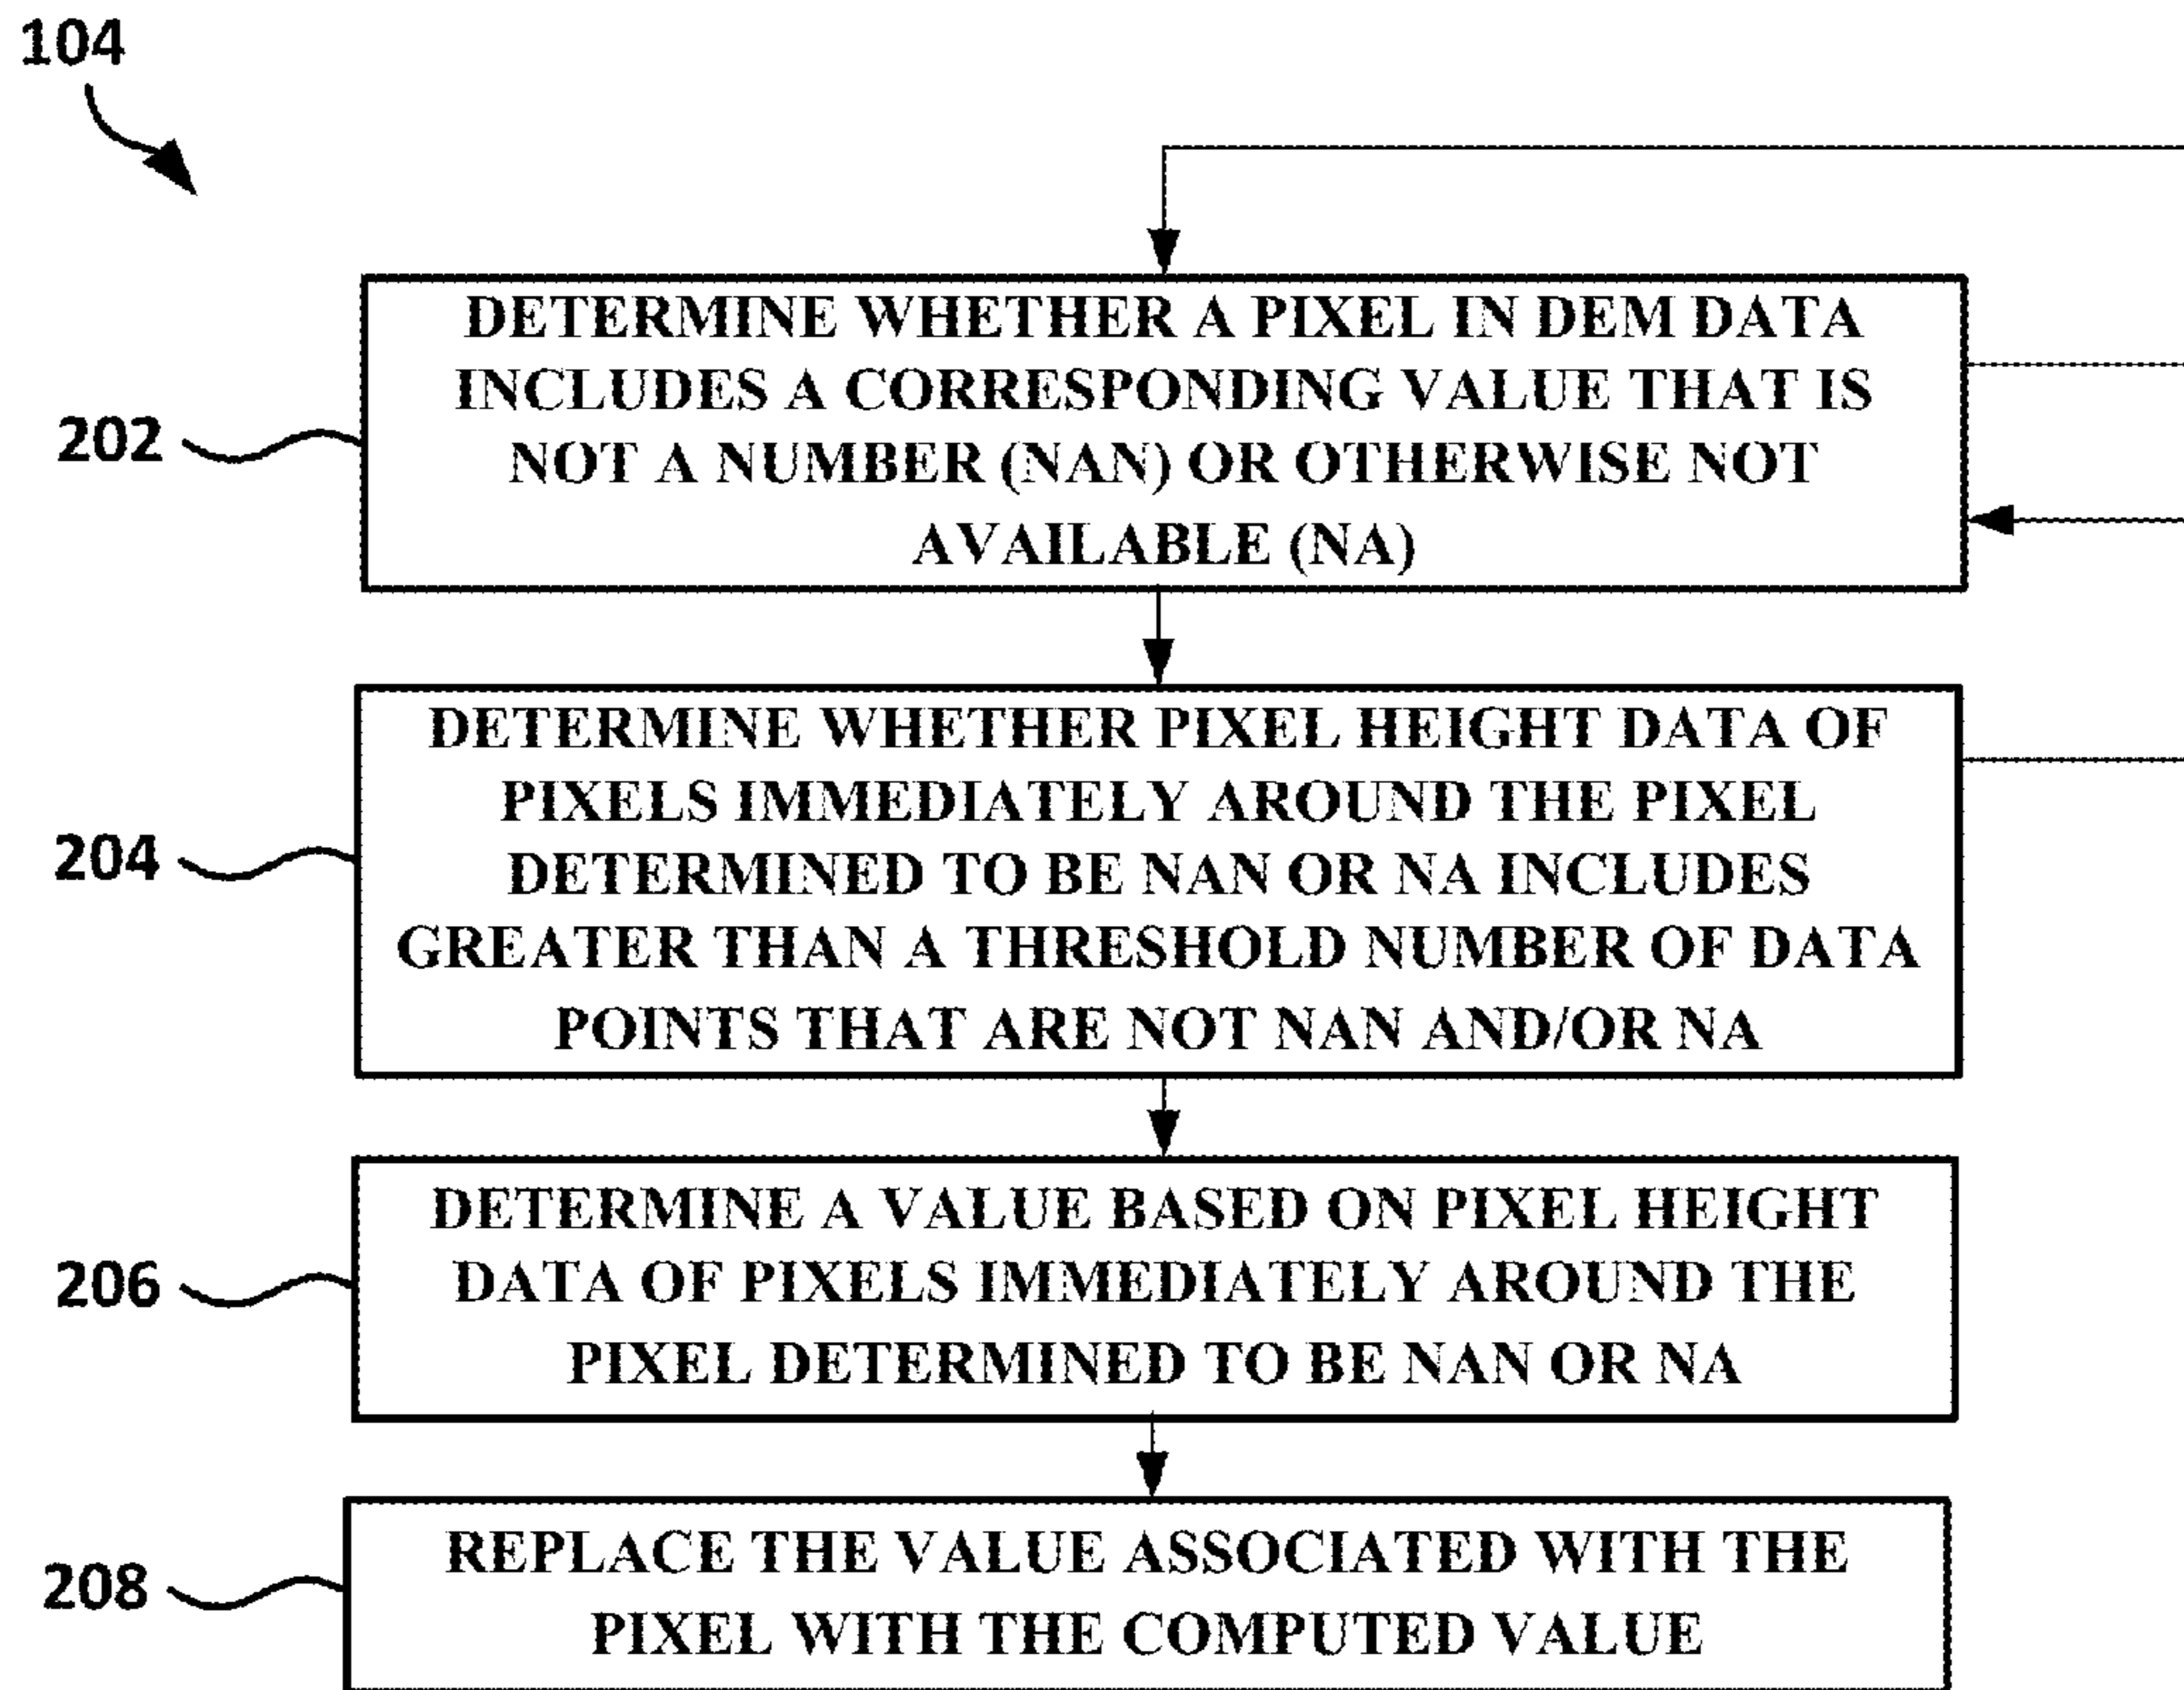 104
202
DETERMINE WHETHER A PIXEL IN DEM DATA
INCLUDES A CORRESPONDING VALUE THAT IS
NOT A NUMBER (NAN) OR OTHERWISE NOT
AVAILABLE (NA)
204
DETERMINE WHETHER PIXEL HEIGHT DATA OF
PIXELS IMMEDIATELY AROUND THE PIXEL
DETERMINED TO BE NAN OR NA INCLUDES
GREATER THAN A THRESHOLD NUMBER OF DATA
POINTS THAT ARE NOT NAN AND/OR NA
206
DETERMINE A VALUE BASED ON PIXEL HEIGHT
DATA OF PIXELS IMMEDIATELY AROUND THE
PIXEL DETERMINED TO BE NAN OR NA
208
REPLACE THE VALUE ASSOCIATED WITH THE
PIXEL WITH THE COMPUTED VALUE